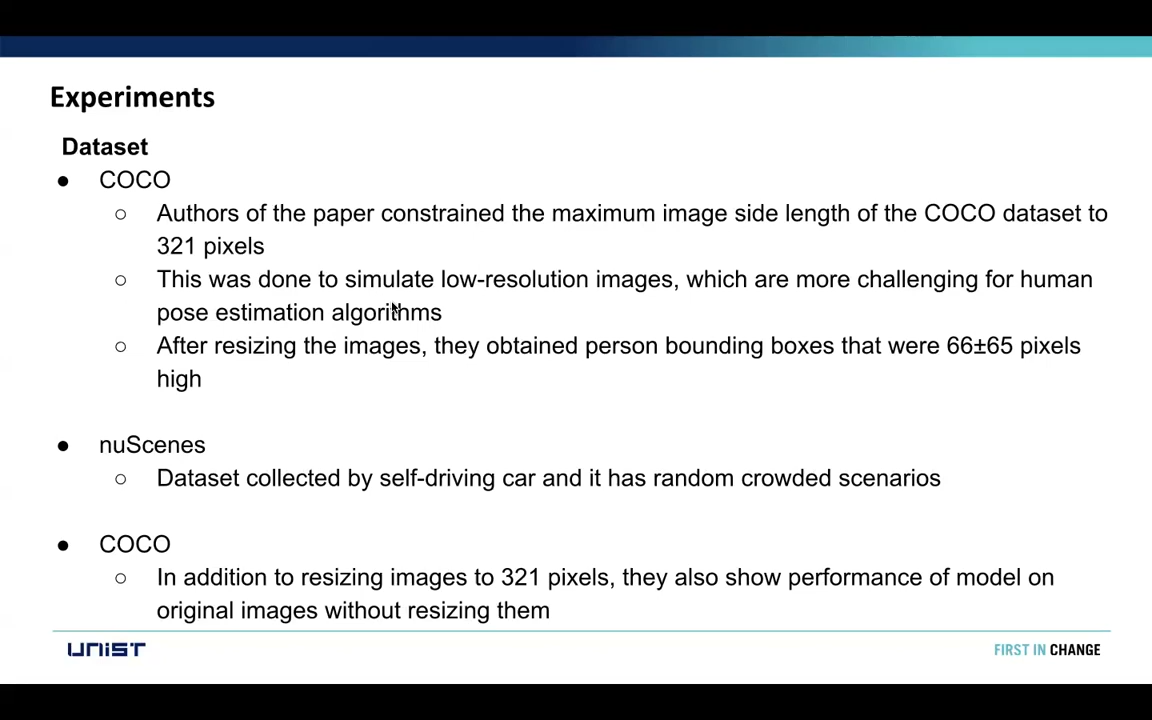 Experiments
Dataset
● COCO
○ Authors of the paper constrained the maximum image side length of the COCO dataset to
321 pixels
○ This was done to simulate low-resolution images, which are more challenging for human
pose estimation algorithms
○ After resizing the images, they obtained person bounding boxes that were 66±65 pixels
high
● nuScenes
○ Dataset collected by self-driving car and it has random crowded scenarios
● COCO
○ In addition to resizing images to 321 pixels, they also show performance of model on
original images without resizing them
UNIST
FIRST IN CHANGE